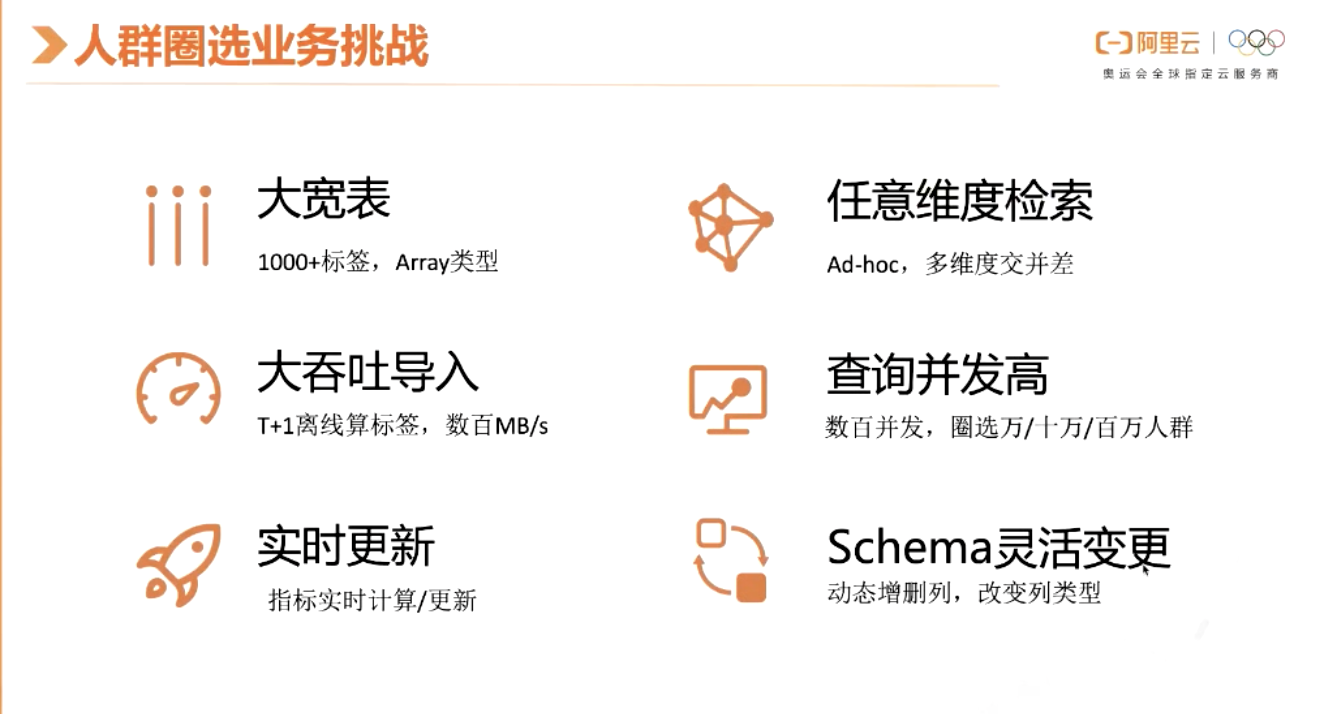 人群圈选业务挑战
阿里云
奥运会全球指定云服务商
大宽表
1000+标签，Array类型
任意维度检索
Ad-hoc，多维度交并差
大吞吐导入
T+1离线算标签，数百MB/s
查询并发高
数百并发，圈选万/十万/百万人群
实时更新
指标实时计算/更新
Schema灵活变更
动态增删列，改变列类型